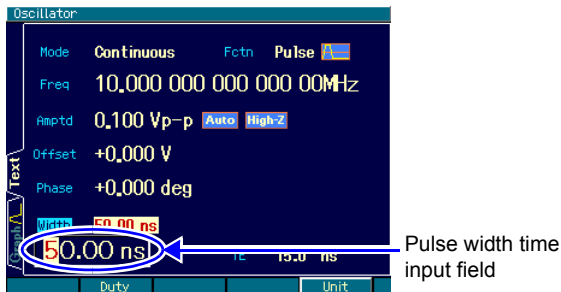 Oscillator
Mode Continuous Fctn Pulse
Freq 10.000 000 000 000 00MHz
Amptd 0.100 Vp-p Auto High-Z
Offset +0.000 V
Phase +0.000 deg
Width 50.00 ns
50.00 ns
TE 15.0 ns
Duty Unit
Text
Graph
Pulse width time
input field